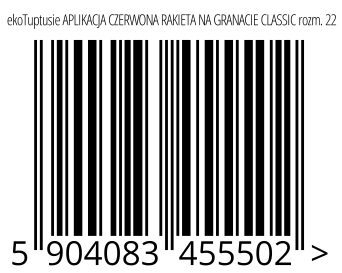 ekoTuptusie APLIKACJA CZERWONA RAKIETA NA GRANACIE CLASSIC rozm. 22
5 904083 455502 >